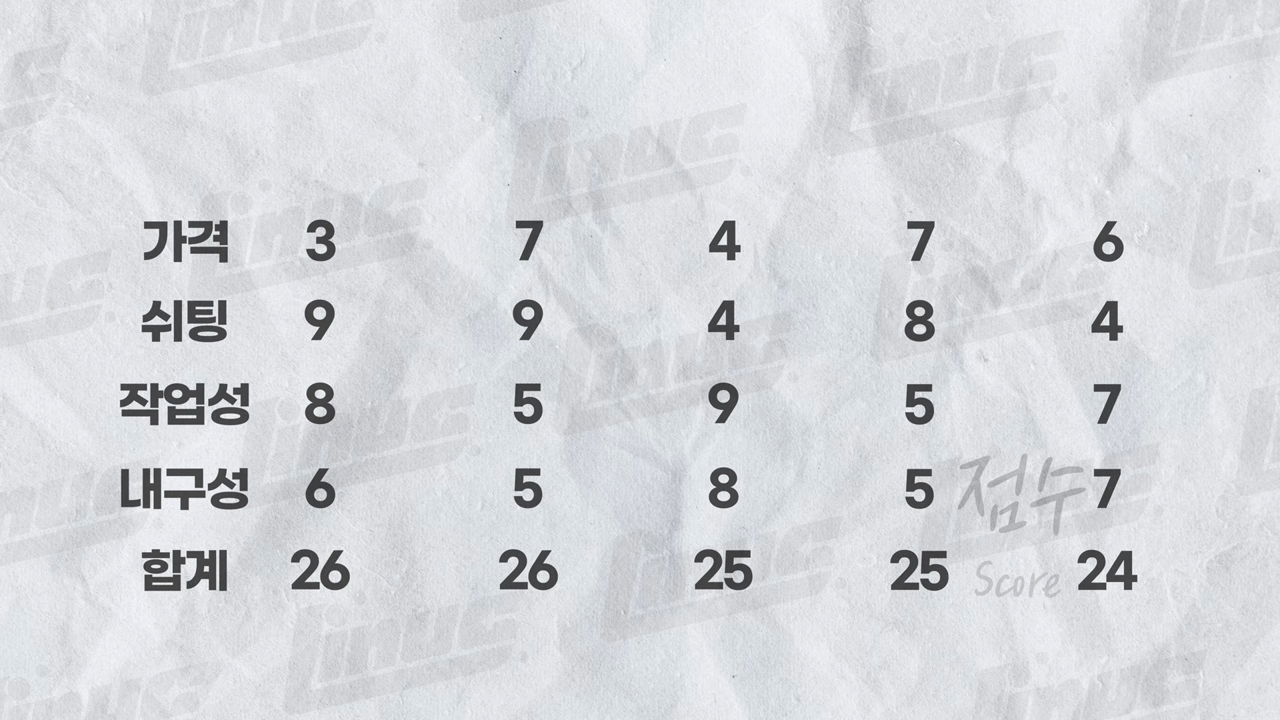 가격 3 7 4 7 6
쉬팅 9 9 4 8 4
작업성 8 5 9 5 7
내구성 6 5 8 5 7
점수
합계 26 26 25 25 24
Score